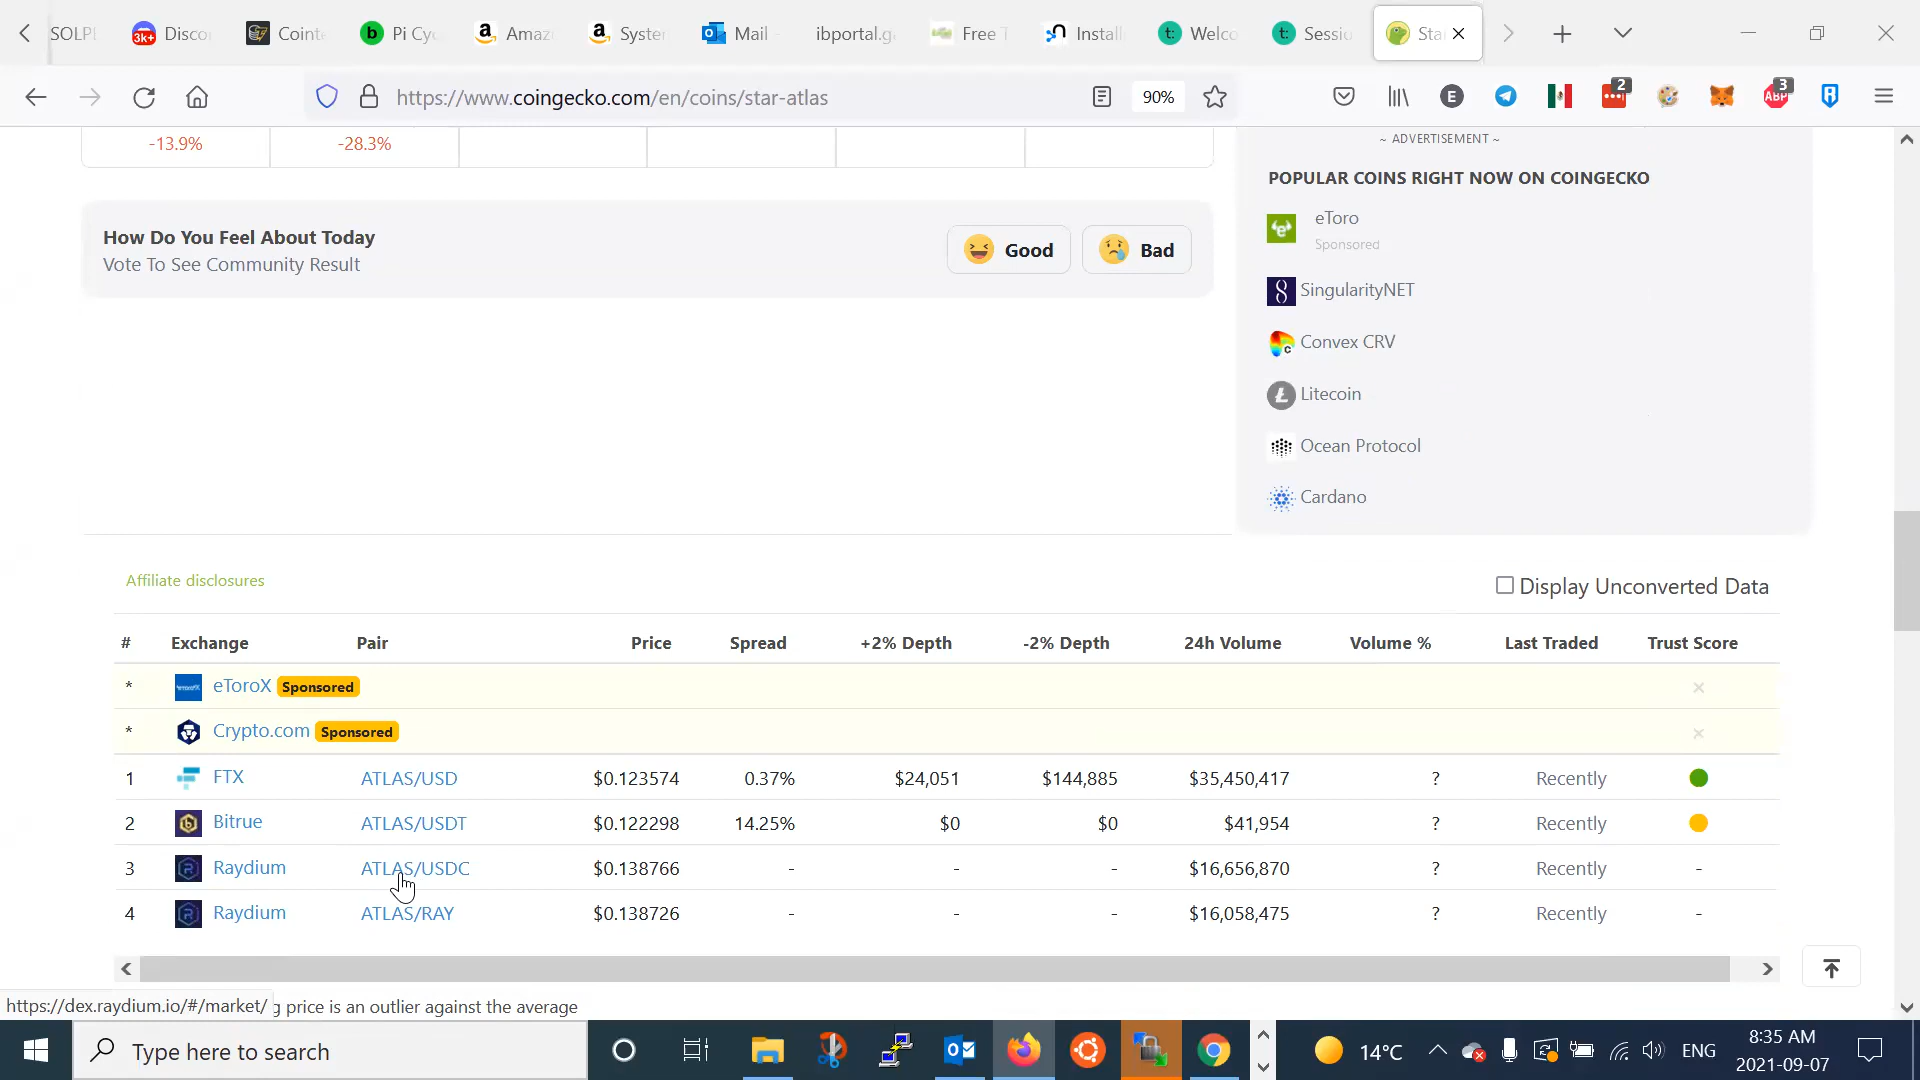 SOLPL
3k+
Disco
Cointe
Pi Cy
Amaz
Syster
Mail
ibportal.g
Free T
Install
Welco
Sessio
Sta
https://www.coingecko.com/en/coins/star-atlas
90%
2
3
ABP
-13.9%
-28.3%
~ ADVERTISEMENT ~
POPULAR COINS RIGHT NOW ON COINGECKO
How Do You Feel About Today
Vote To See Community Result
Good
Bad
eToro
Sponsored
SingularityNET
Convex CRV
Litecoin
Ocean Protocol
Cardano
Affiliate disclosures
Display Unconverted Data
# Exchange Pair Price Spread +2% Depth -2% Depth 24h Volume Volume % Last Traded Trust Score
* eToroX Sponsored
* Crypto.com Sponsored
1 FTX ATLAS/USD $0.123574 0.37% $24,051 $144,885 $35,450,417 ? Recently
2 Bitrue ATLAS/USDT $0.122298 14.25% $0 $0 $41,954 ? Recently
3 Raydium ATLAS/USDC $0.138766 - - - $16,656,870 ? Recently -
4 Raydium ATLAS/RAY $0.138726 - - - $16,058,475 ? Recently -
https://dex.raydium.io/#/market/ g price is an outlier against the average
Type here to search
14°C
ENG
8:35 AM
2021-09-07